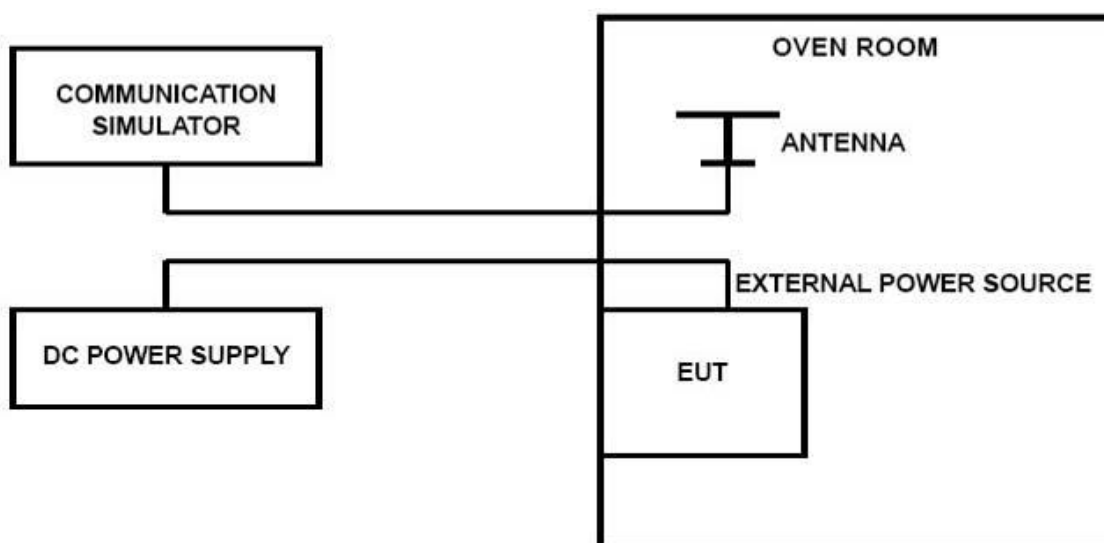 OVEN ROOM
COMMUNICATION
SIMULATOR
ANTENNA
EXTERNAL POWER SOURCE
DC POWER SUPPLY
EUT